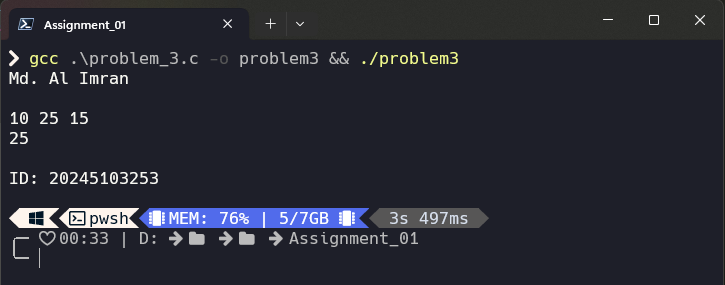 Assignment_01
gcc .\problem_3.c -o problem3 && ./problem3
Md. Al Imran
10 25 15
25
ID: 20245103253
pwsh MEM: 76% | 5/7GB 3s 497ms
00:33 | D: Assignment_01